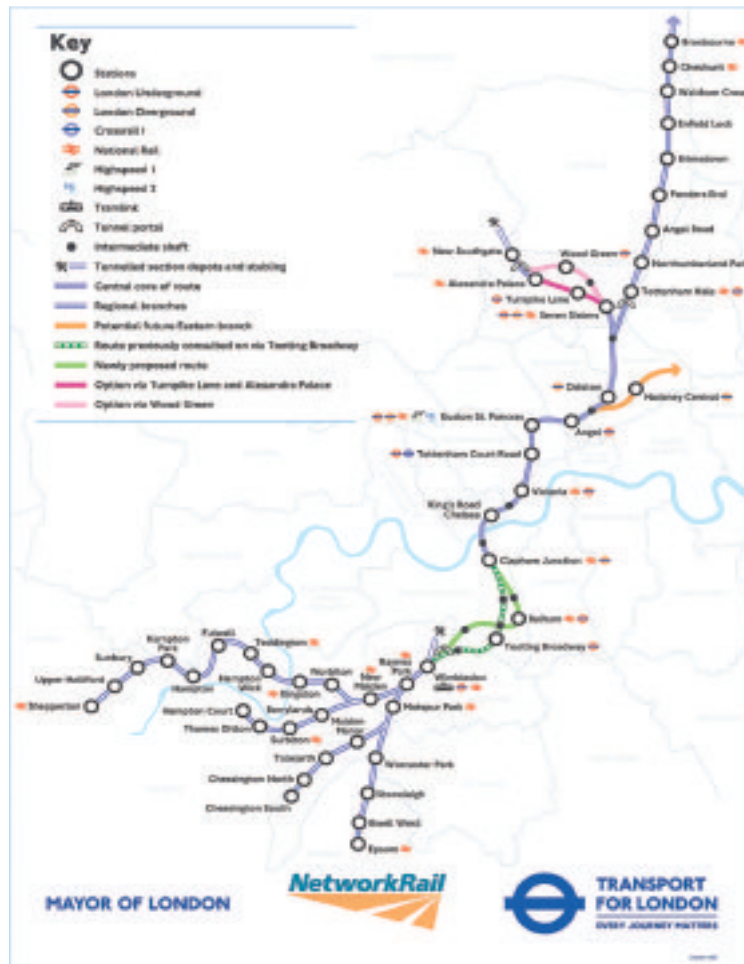 Key
Stations
London Underground
London Overground
Crossrail 1
National Rail
Highspeed 1
Highspeed 2
Tramlink
Tunnel portal
Intermediate shaft
Tunnelled section depots and stabling
Central core of route
Regional branches
Potential future Eastern branch
Route previously consulted on via Tooting Broadway
Newly proposed route
Option via Turnpike Lane and Alexandra Palace
Option via Wood Green
Broxbourne
Cheshunt
Waltham Cross
Enfield Lock
Brimsdown
Ponders End
Angel Road
Northumberland Park
Tottenham Hale
New Southgate
Wood Green
Alexandra Palace
Turnpike Lane
Seven Sisters
Dalston
Hackney Central
Euston St. Pancras
Angel
Tottenham Court Road
Victoria
King's Road
Chelsea
Clapham Junction
Balham
Tooting Broadway
Wimbledon
Raynes
Park
New
Malden
Motspur Park
Norbiton
Kingston
Hampton
Wick
Teddington
Fulwell
Hampton
Kempton
Park
Sunbury
Upper Halliford
Shepperton
Hampton Court
Thames Ditton
Surbiton
Berrylands
Malden
Manor
Tolworth
Chessington North
Chessington South
Worcester Park
Stoneleigh
Ewell West
Epsom
MAYOR OF LONDON
NetworkRail
TRANSPORT
FOR LONDON
EVERY JOURNEY MATTERS